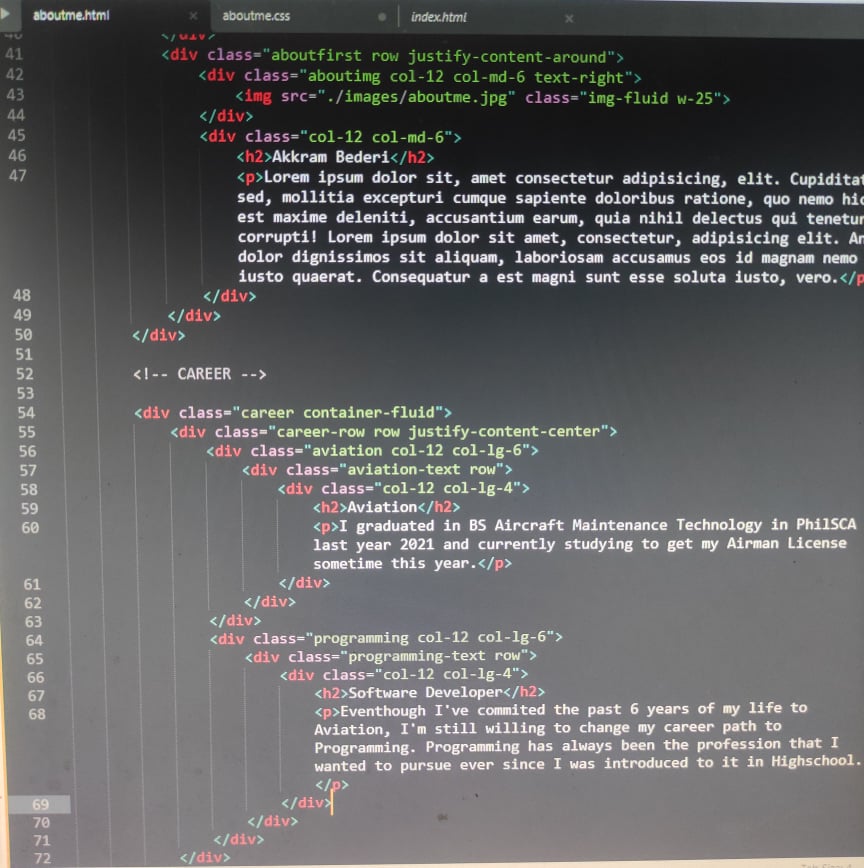 aboutme.html × aboutme.css index.html ×
40 </div>
41 <div class="aboutfirst row justify-content-around">
42 <div class="aboutimg col-12 col-md-6 text-right">
43 <img src="./images/aboutme.jpg" class="img-fluid w-25">
44 </div>
45 <div class="col-12 col-md-6">
46 <h2>Akkram Bederi</h2>
47 <p>Lorem ipsum dolor sit, amet consectetur adipisicing, elit. Cupiditat
sed, mollitia excepturi cumque sapiente doloribus ratione, quo nemo hic
est maxime deleniti, accusantium earum, quia nihil delectus qui tenetur
corrupti! Lorem ipsum dolor sit amet, consectetur, adipisicing elit. An
dolor dignissimos sit aliquam, laboriosam accusamus eos id magnam nemo
iusto quaerat. Consequatur a est magni sunt esse soluta iusto, vero.</p
48 </div>
49 </div>
50 </div>
51
52 <!-- CAREER -->
53
54 <div class="career container-fluid">
55 <div class="career-row row justify-content-center">
56 <div class="aviation col-12 col-lg-6">
57 <div class="aviation-text row">
58 <div class="col-12 col-lg-4">
59 <h2>Aviation</h2>
60 <p>I graduated in BS Aircraft Maintenance Technology in PhilSCA
last year 2021 and currently studying to get my Airman License
sometime this year.</p>
61 </div>
62 </div>
63 </div>
64 <div class="programming col-12 col-lg-6">
65 <div class="programming-text row">
66 <div class="col-12 col-lg-4">
67 <h2>Software Developer</h2>
68 <p>Eventhough I've commited the past 6 years of my life to
Aviation, I'm still willing to change my career path to
Programming. Programming has always been the profession that I
wanted to pursue ever since I was introduced to it in Highschool.
</p>
69 </div>
70 </div>
71 </div>
72 </div>